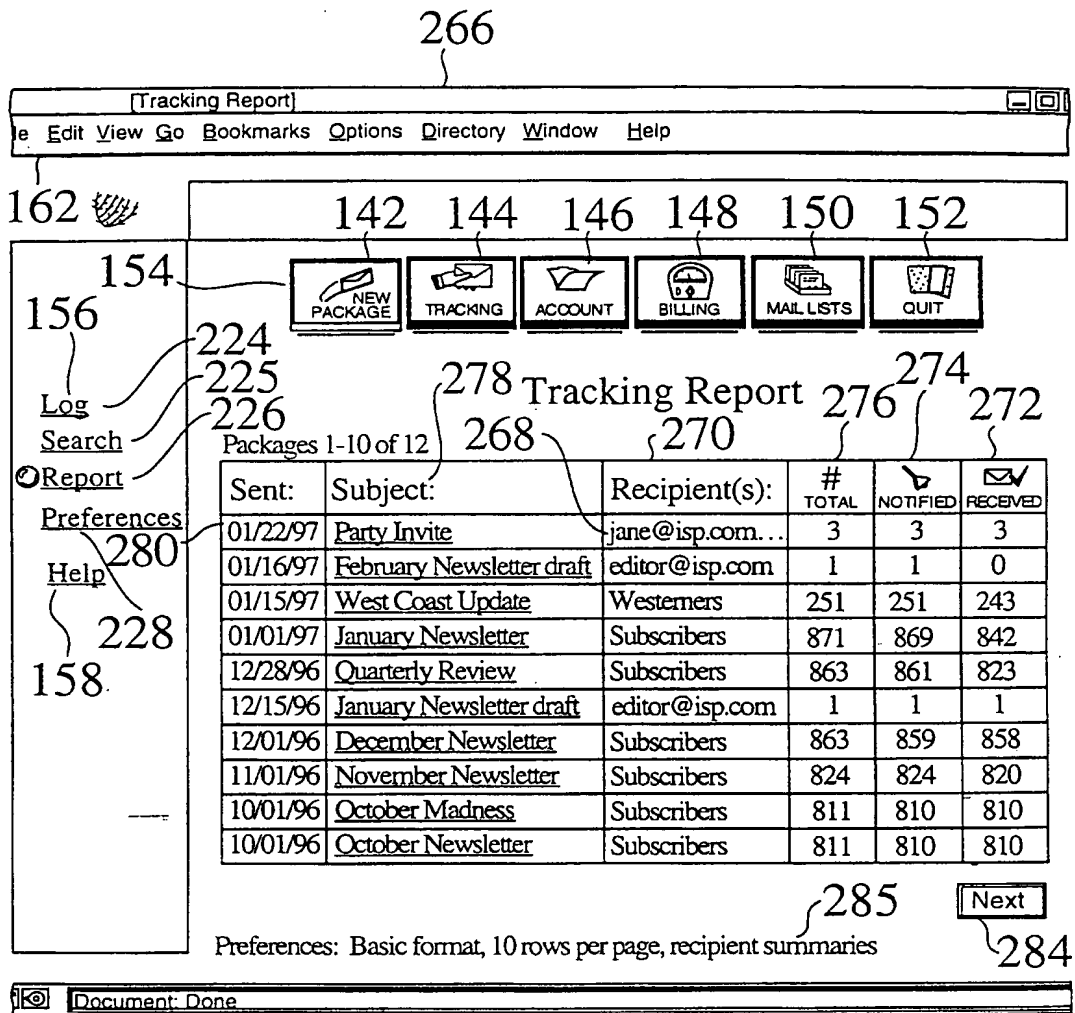 266
[Tracking Report]
le Edit View Go Bookmarks Options Directory Window Help
162 142 144 146 148 150 152
154
NEW PACKAGE TRACKING ACCOUNT BILLING MAIL LISTS QUIT
156
224
Log
225
Search
226
Report
Preferences
280
Help
228
158
278 Tracking Report 276 274 272
268 270
Packages 1-10 of 12
Sent: Subject: Recipient(s): # TOTAL NOTIFIED RECEIVED
01/22/97 Party Invite jane@isp.com... 3 3 3
01/16/97 February Newsletter draft editor@isp.com 1 1 0
01/15/97 West Coast Update Westerners 251 251 243
01/01/97 January Newsletter Subscribers 871 869 842
12/28/96 Quarterly Review Subscribers 863 861 823
12/15/96 January Newsletter draft editor@isp.com 1 1 1
12/01/96 December Newsletter Subscribers 863 859 858
11/01/96 November Newsletter Subscribers 824 824 820
10/01/96 October Madness Subscribers 811 810 810
10/01/96 October Newsletter Subscribers 811 810 810
285 Next
Preferences: Basic format, 10 rows per page, recipient summaries 284
Document: Done